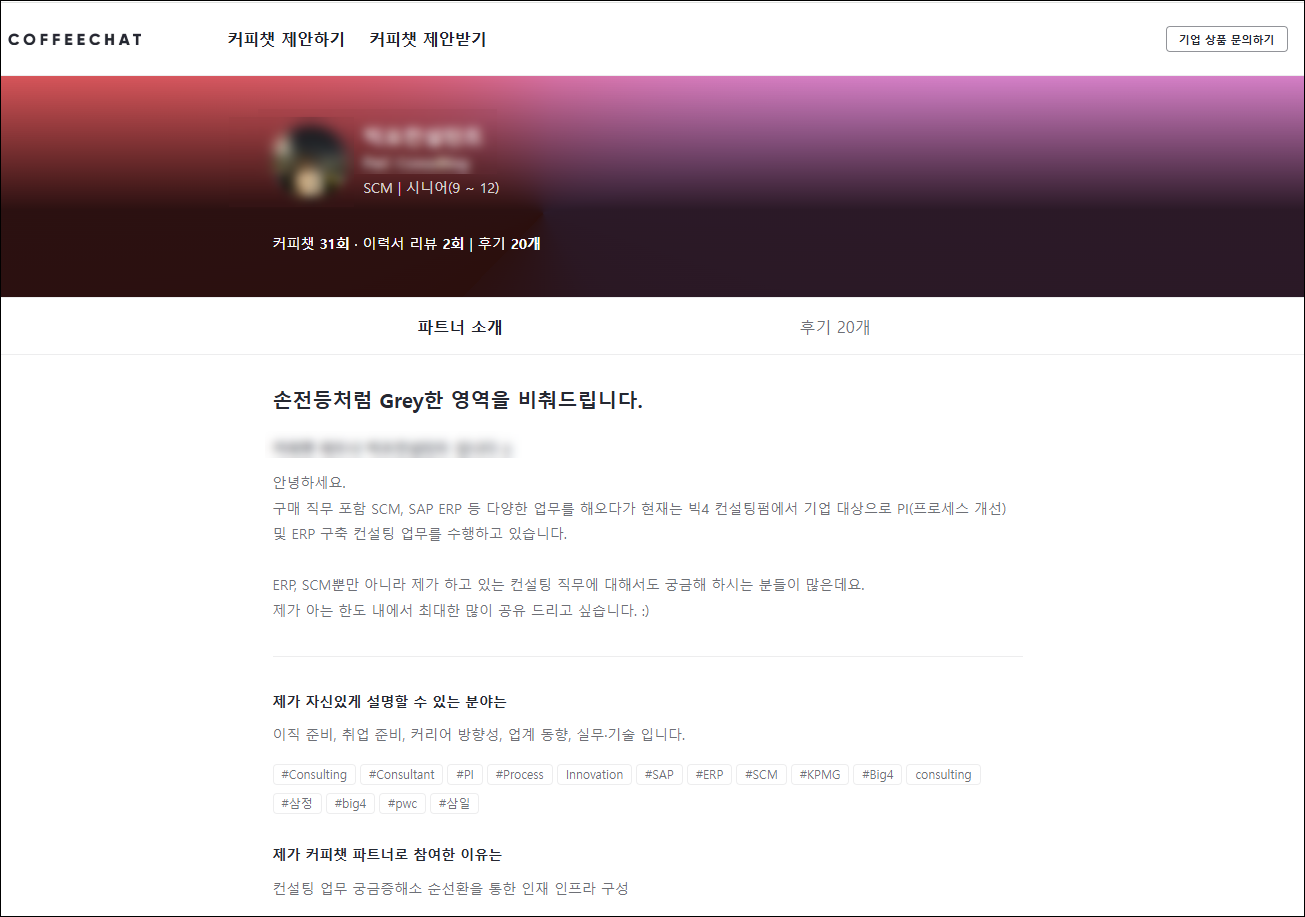 COFFEECHAT 커피챗 제안하기 커피챗 제안받기 기업 상품 문의하기
SCM | 시니어(9 ~ 12)
커피챗 31회 · 이력서 리뷰 2회 | 후기 20개
파트너 소개 후기 20개
손전등처럼 Grey한 영역을 비춰드립니다.
안녕하세요.
구매 직무 포함 SCM, SAP ERP 등 다양한 업무를 해오다가 현재는 빅4 컨설팅펌에서 기업 대상으로 PI(프로세스 개선)
및 ERP 구축 컨설팅 업무를 수행하고 있습니다.
ERP, SCM뿐만 아니라 제가 하고 있는 컨설팅 직무에 대해서도 궁금해 하시는 분들이 많은데요.
제가 아는 한도 내에서 최대한 많이 공유 드리고 싶습니다. :)
제가 자신있게 설명할 수 있는 분야는
이직 준비, 취업 준비, 커리어 방향성, 업계 동향, 실무·기술 입니다.
#Consulting #Consultant #PI #Process Innovation #SAP #ERP #SCM #KPMG #Big4 consulting
#삼정 #big4 #pwc #삼일
제가 커피챗 파트너로 참여한 이유는
컨설팅 업무 궁금증해소 순선환을 통한 인재 인프라 구성